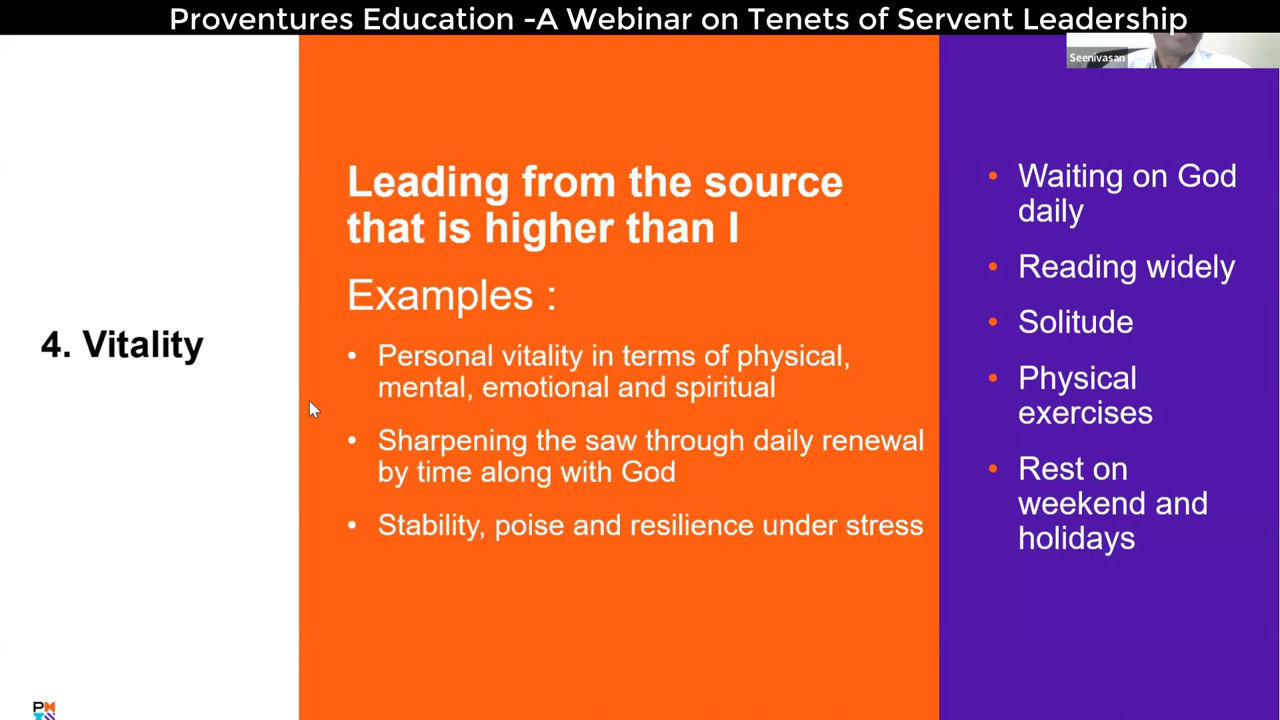 Proventures Education -A Webinar on Tenets of Servent Leadership
Seenivasan
4. Vitality
Leading from the source
that is higher than I
Examples :
• Personal vitality in terms of physical,
mental, emotional and spiritual
• Sharpening the saw through daily renewal
by time along with God
• Stability, poise and resilience under stress
• Waiting on God
daily
• Reading widely
• Solitude
• Physical
exercises
• Rest on
weekend and
holidays